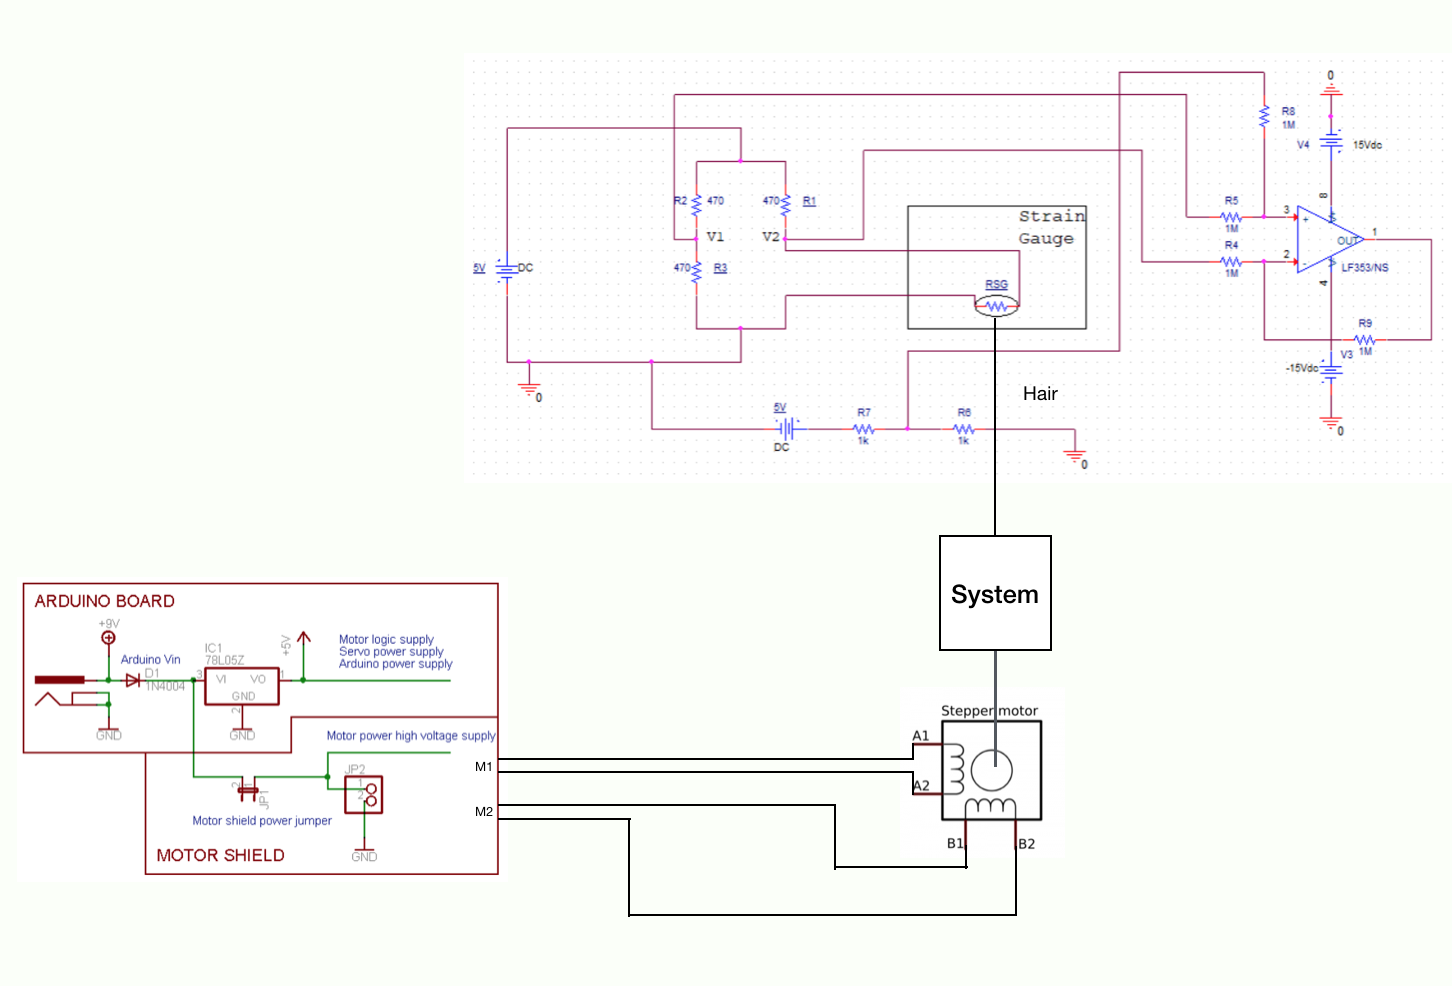 0
R8
1M
V4
15Vdc
8
R2
470
470
R1
R5
3
+
1M
V1
V2
Strain
Gauge
OUT
1
R4
2
-
1M
LF353/NS
5V
DC
470
R3
RSG
4
R9
1M
V3
-15Vdc
0
0
Hair
5V
DC
R7
1k
R6
1k
0
System
ARDUINO BOARD
+9V
Arduino Vin
D1
1N4004
IC1
78L05Z
3
VI
VO
1
GND
2
GND
GND
+5V
Motor logic supply
Servo power supply
Arduino power supply
Motor power high voltage supply
JP2
1
2
2
1
JP1
Motor shield power jumper
GND
MOTOR SHIELD
M1
M2
Stepper motor
A1
A2
B1
B2